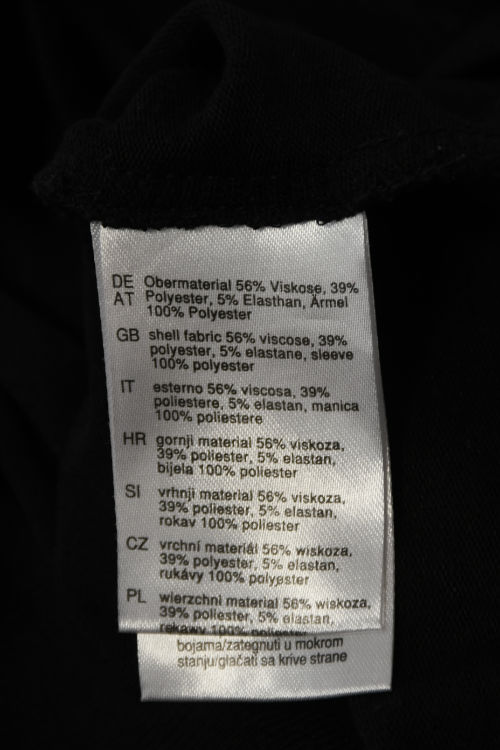 DE Obermaterial 56% Viskose, 39%
AT Polyester, 5% Elasthan, Ärmel
100% Polyester
GB shell fabric 56% viscose, 39%
polyester, 5% elastane, sleeve
100% polyester
IT esterno 56% viscosa, 39%
poliestere, 5% elastan, manica
100% poliestere
HR gornji material 56% viskoza,
39% poliester, 5% elastan,
bijela 100% poliester
SI vrhnji material 56% viskoza,
39% poliester, 5% elastan,
rokav 100% poliester
CZ vrchní materiál 56% wiskoza,
39% polyester, 5% elastan,
rukávy 100% polyester
PL wierzchni material 56% wiskoza,
39% poliester, 5% elastan,
rekawy 100% poliester
bojama/zategnuti u mokrom
stanju/glačati sa krive strane